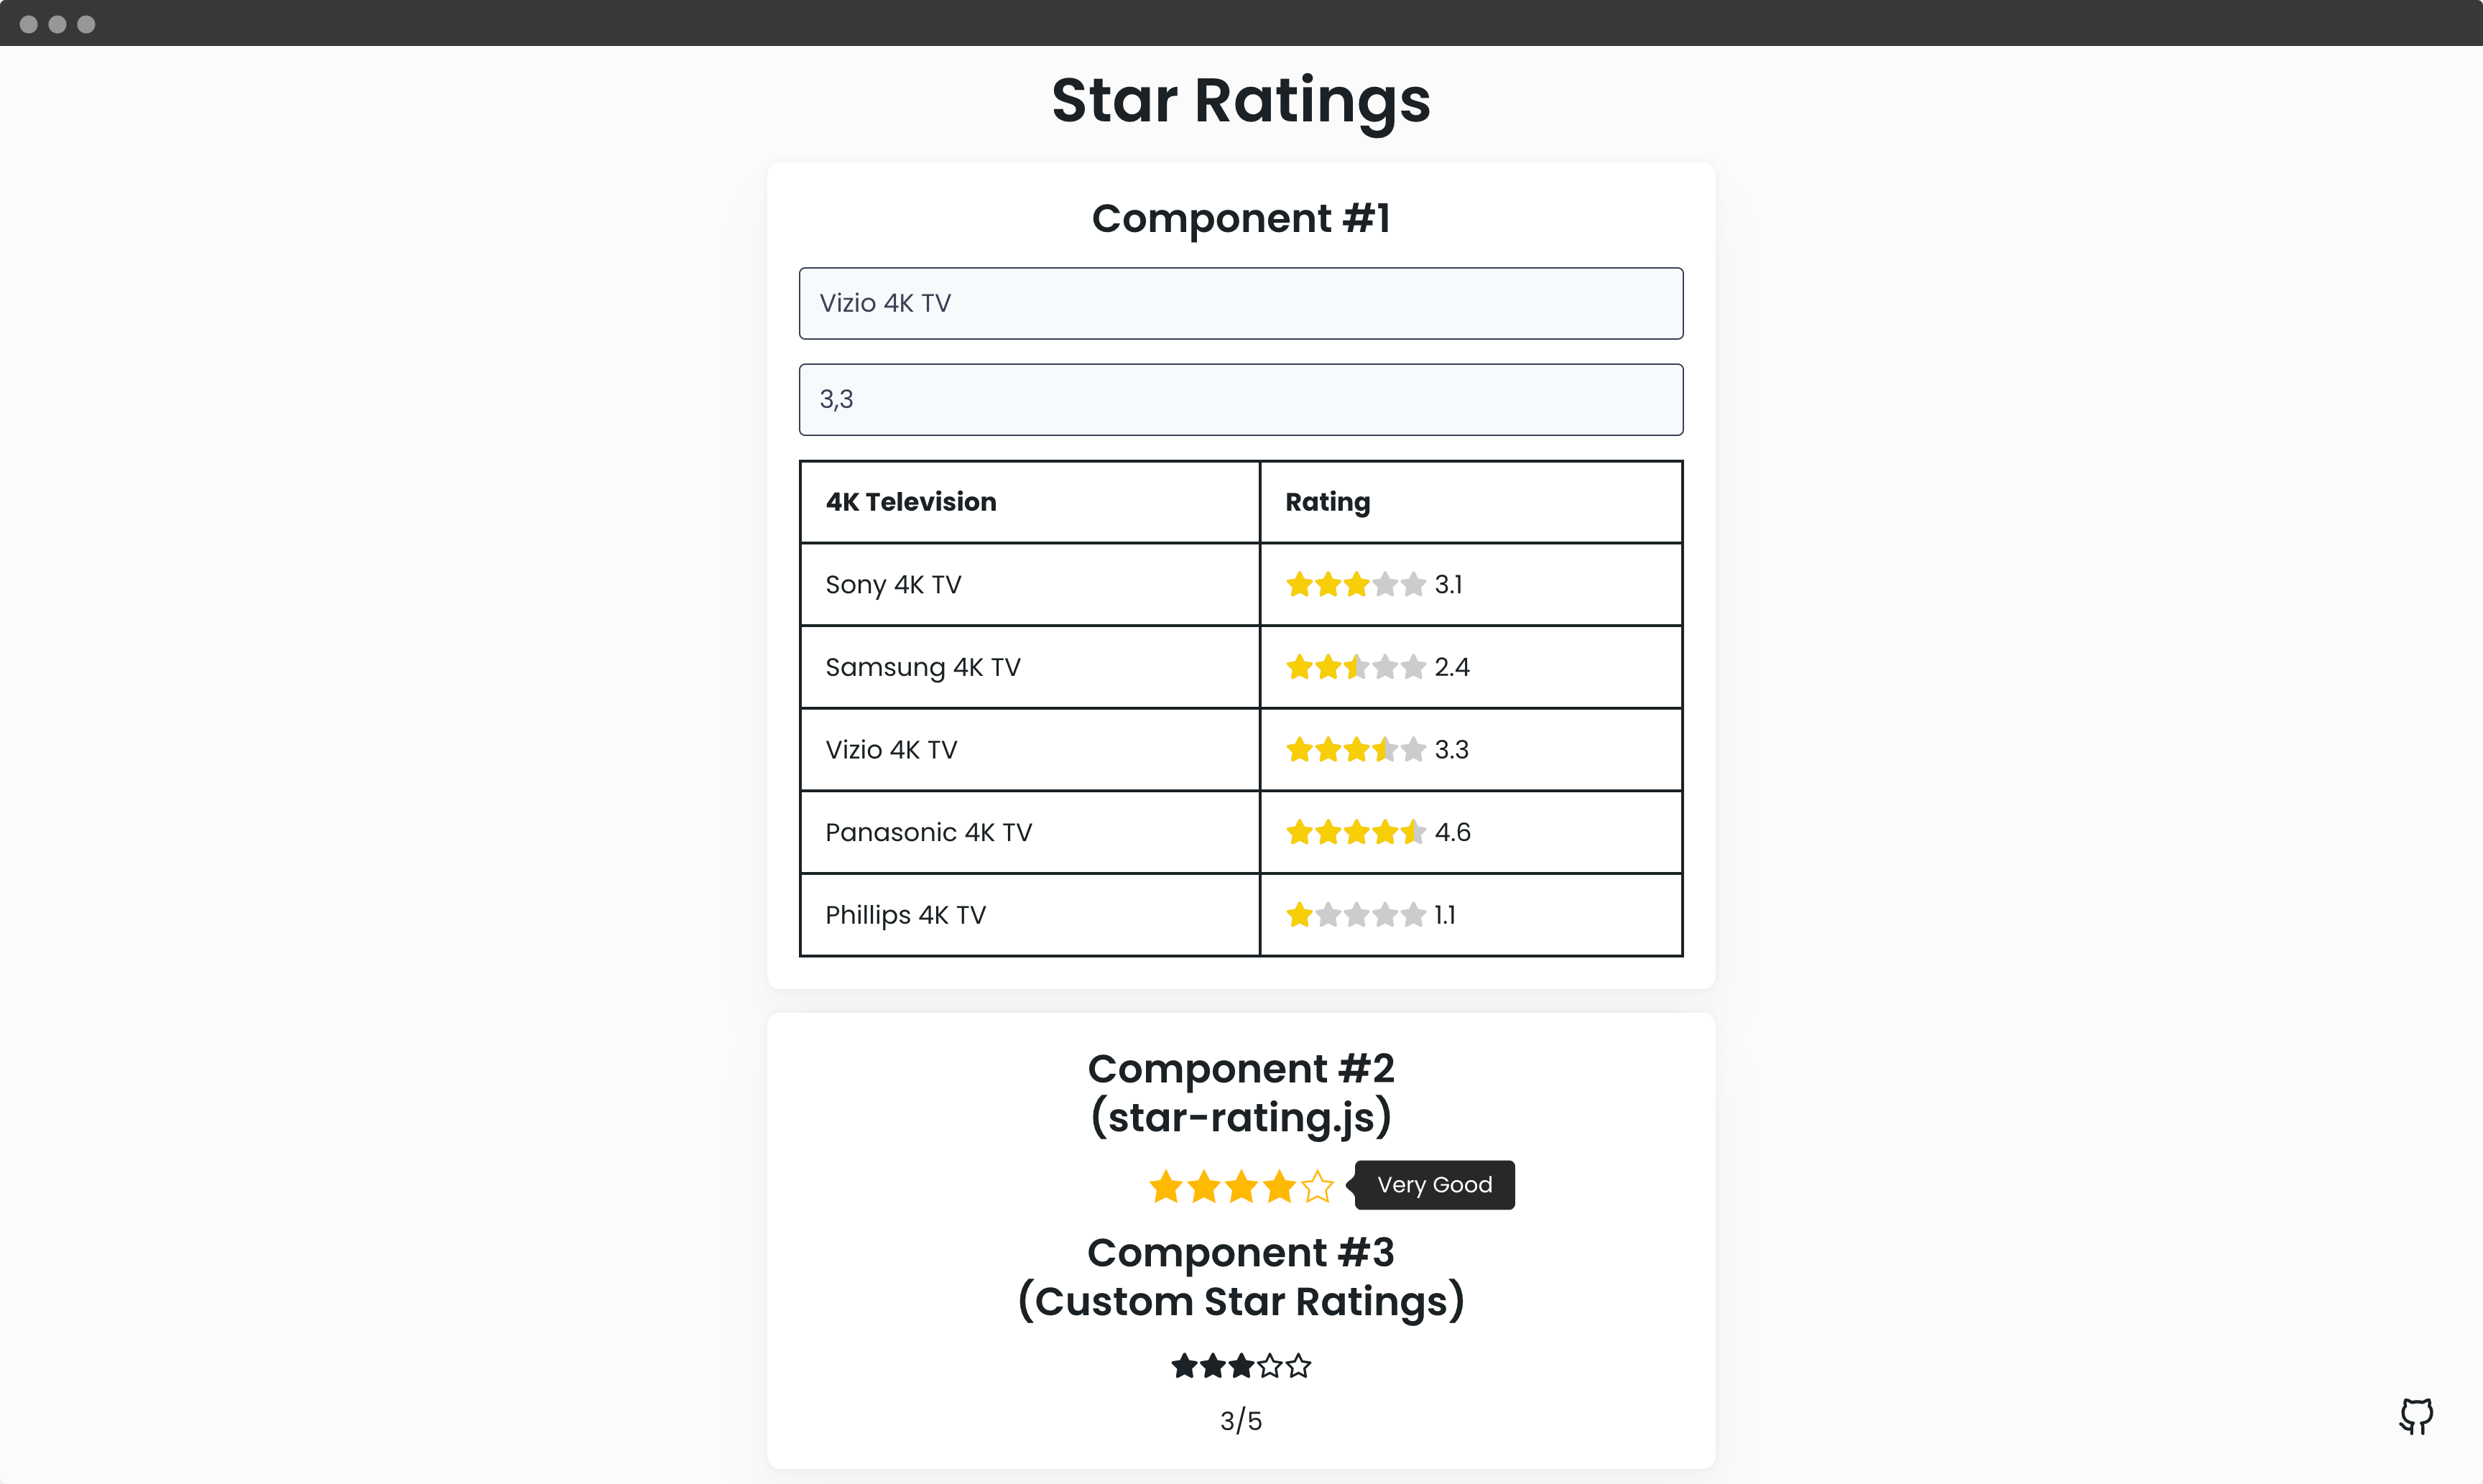 Star Ratings
Component #1
Vizio 4K TV
3,3
4K Television Rating
Sony 4K TV 3.1
Samsung 4K TV 2.4
Vizio 4K TV 3.3
Panasonic 4K TV 4.6
Phillips 4K TV 1.1
Component #2
(star-rating.js)
Very Good
Component #3
(Custom Star Ratings)
3/5